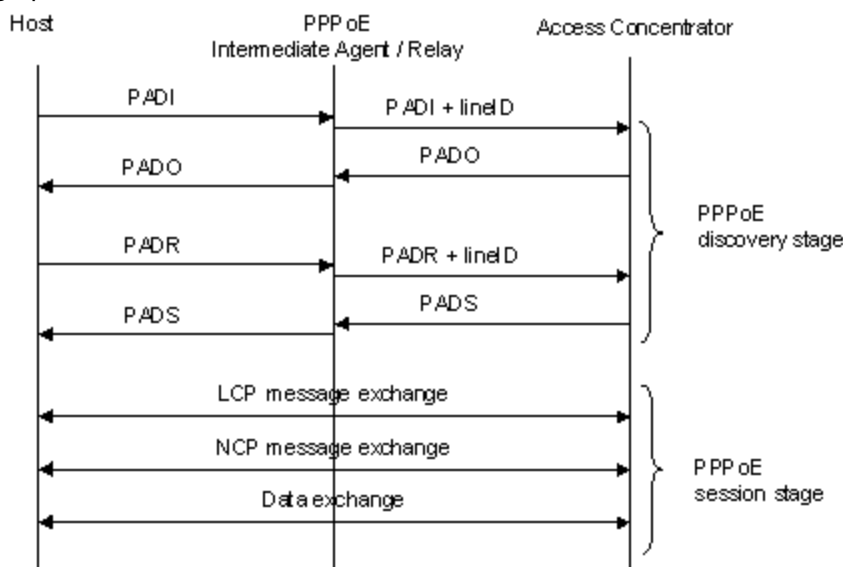 Host
PPPoE
Intermediate Agent / Relay
Access Concentrator
PADI
PADI + lineID
PADO
PADO
PADR
PADR + lineID
PADS
PADS
PPPoE
discovery stage
LCP message exchange
NCP message exchange
Data exchange
PPPoE
session stage